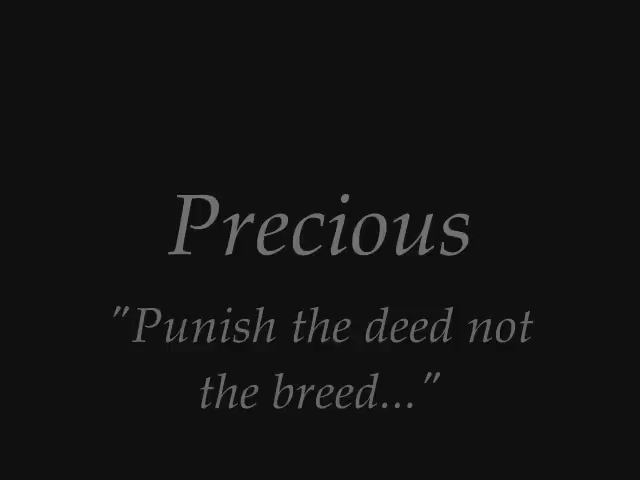 Precious
"Punish the deed not
the breed..."